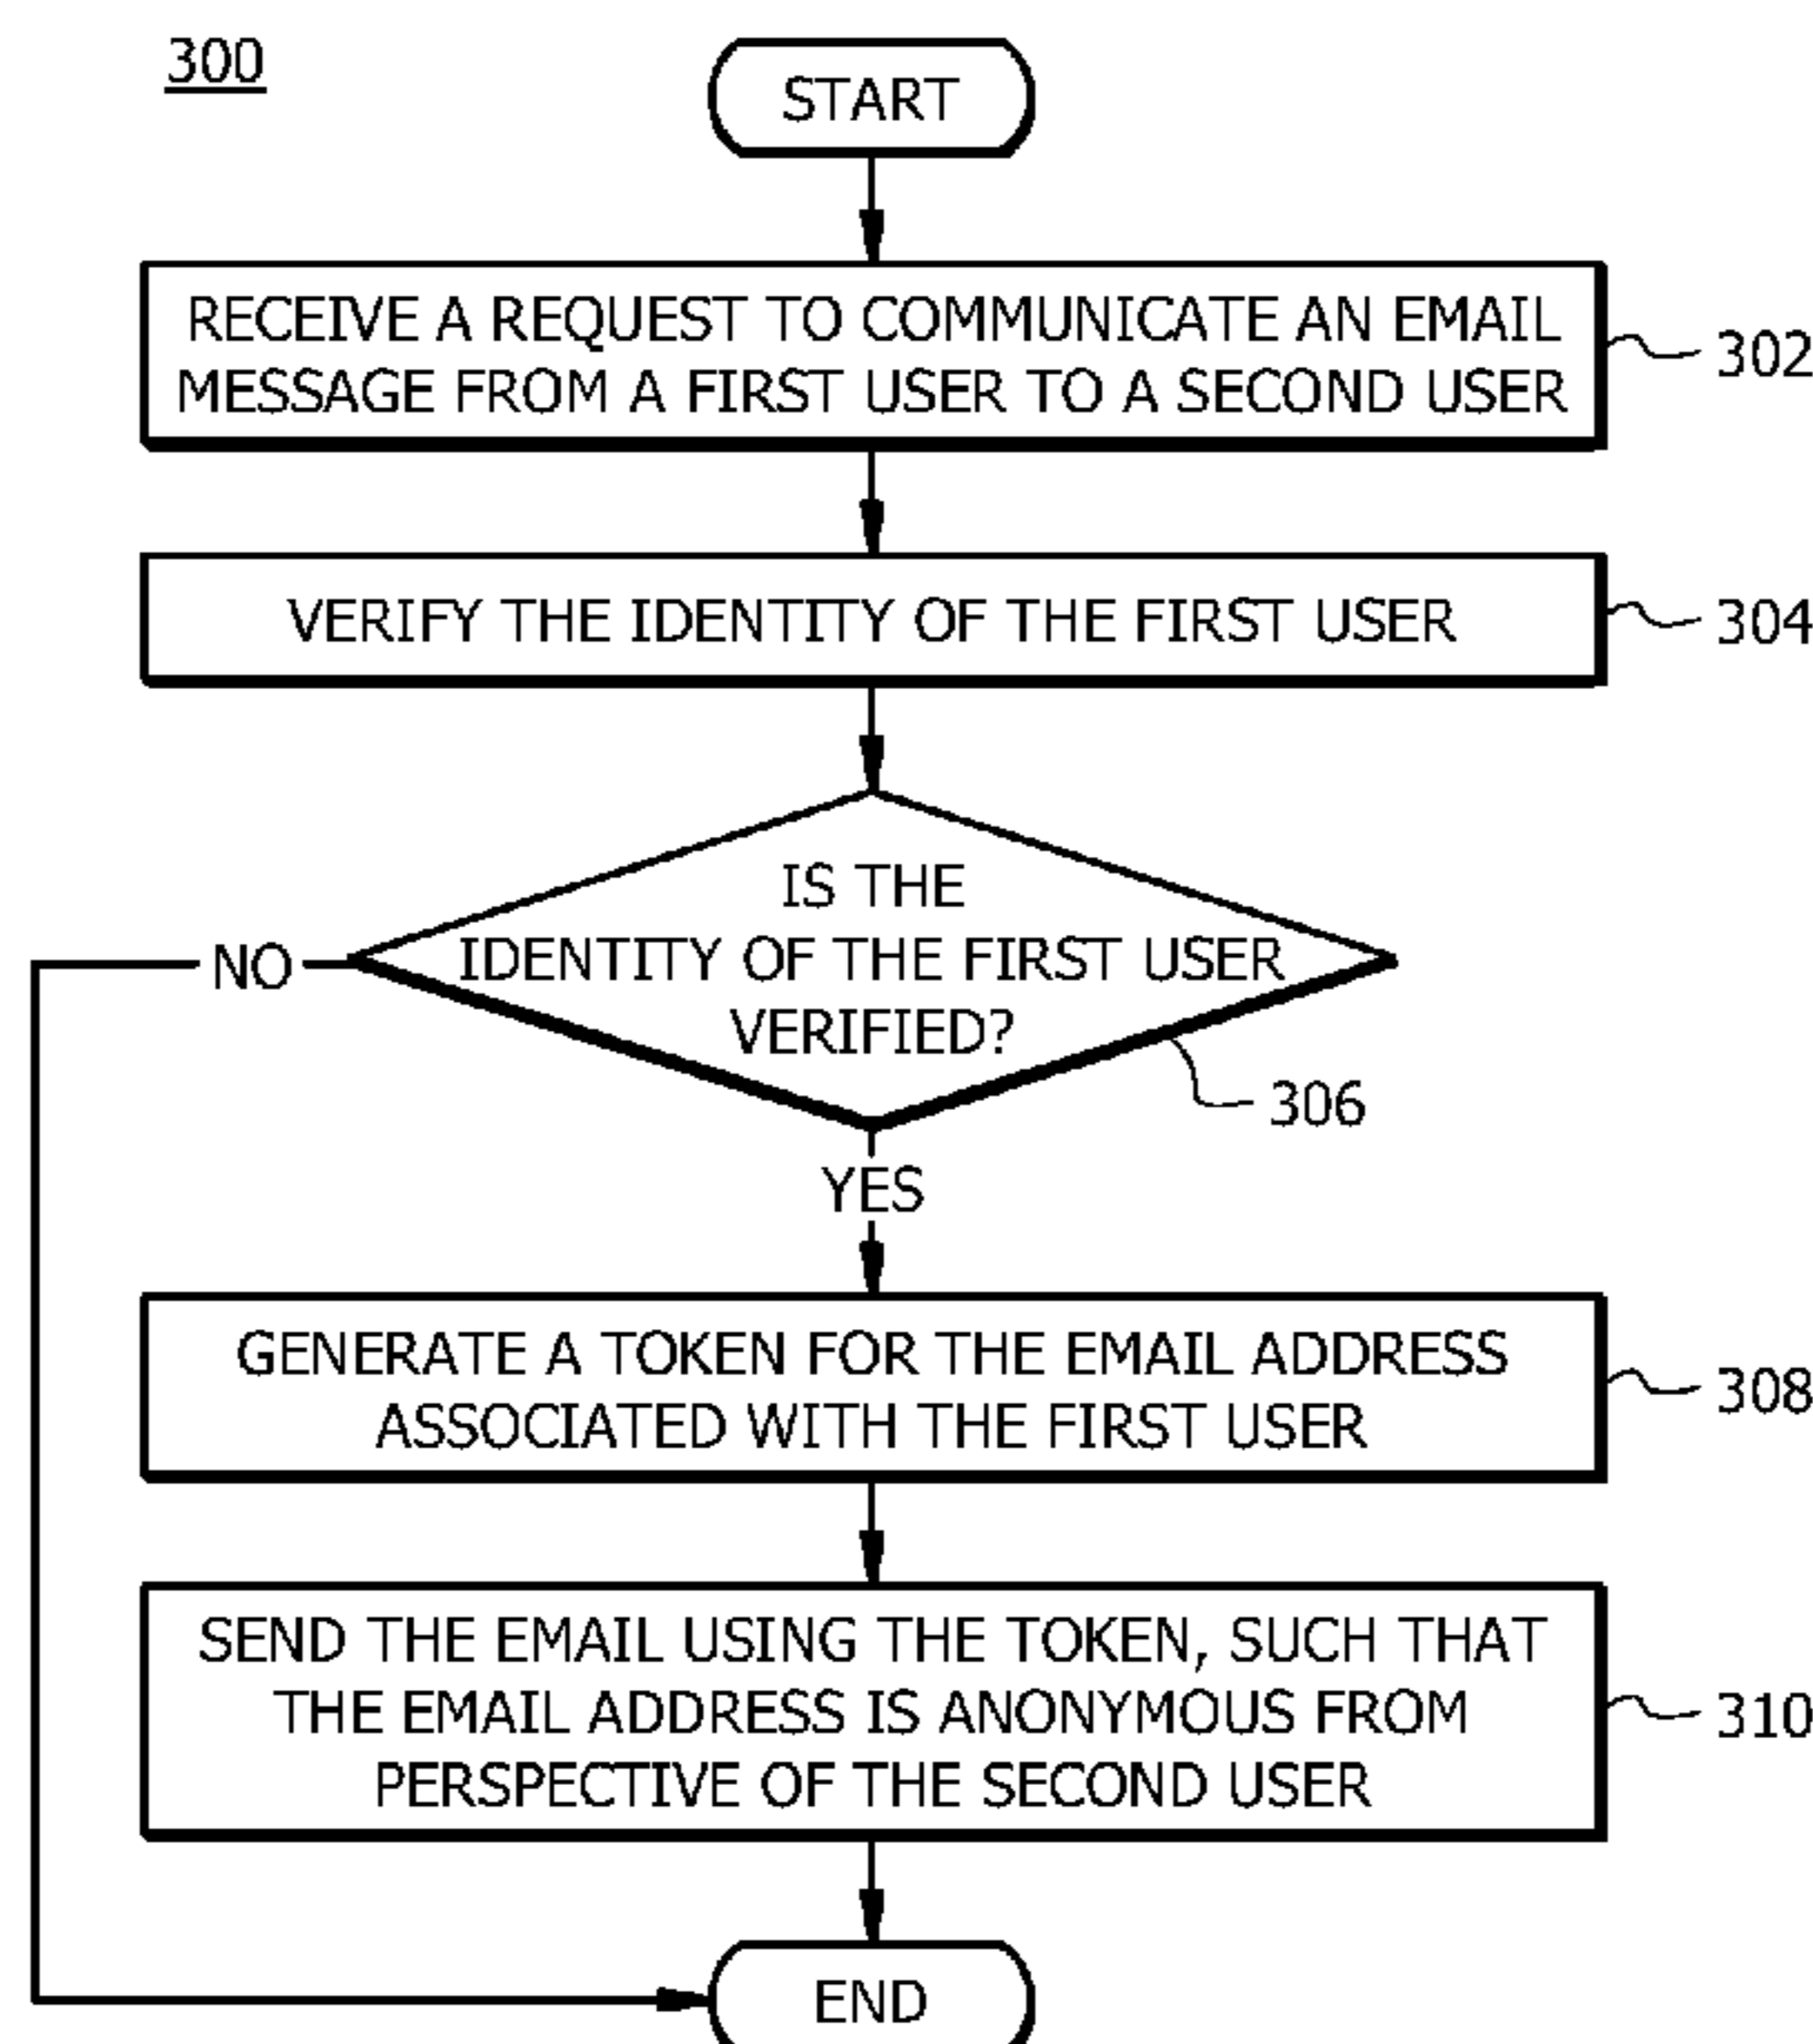 300
START
RECEIVE A REQUEST TO COMMUNICATE AN EMAIL
MESSAGE FROM A FIRST USER TO A SECOND USER
302
VERIFY THE IDENTITY OF THE FIRST USER
304
IS THE
IDENTITY OF THE FIRST USER
VERIFIED?
NO
306
YES
GENERATE A TOKEN FOR THE EMAIL ADDRESS
ASSOCIATED WITH THE FIRST USER
308
SEND THE EMAIL USING THE TOKEN, SUCH THAT
THE EMAIL ADDRESS IS ANONYMOUS FROM
PERSPECTIVE OF THE SECOND USER
310
END